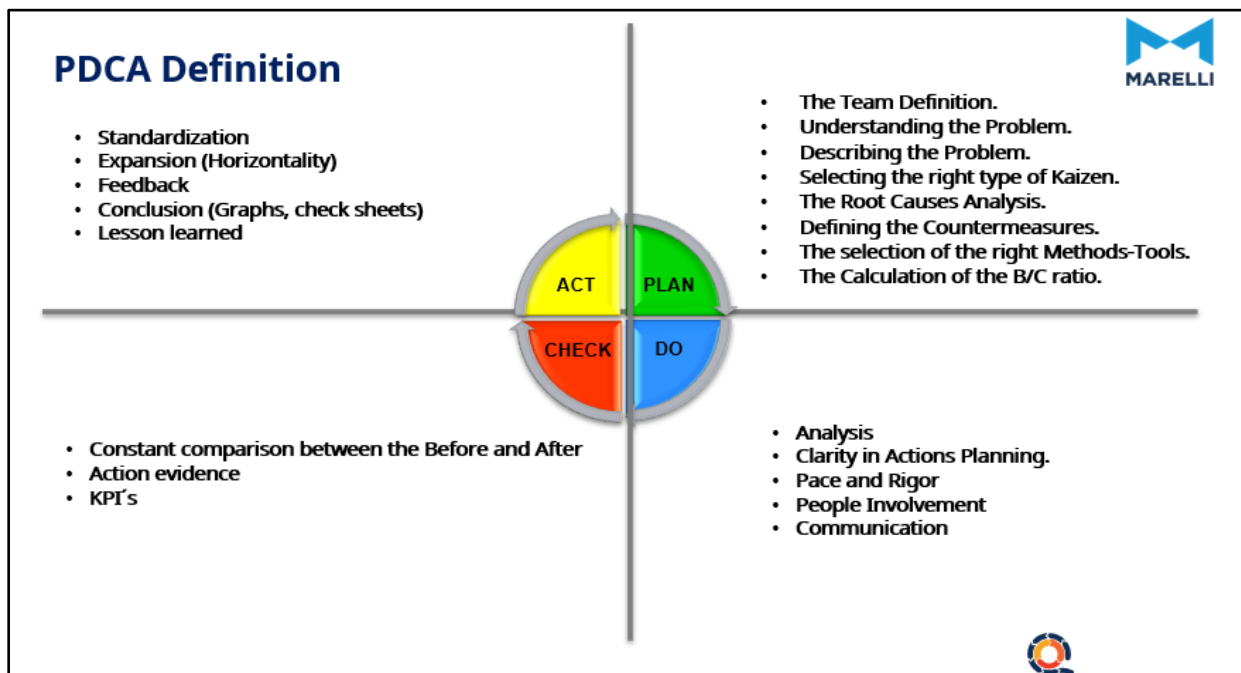 PDCA Definition
MARELLI
• Standardization
• Expansion (Horizontality)
• Feedback
• Conclusion (Graphs, check sheets)
• Lesson learned
• The Team Definition.
• Understanding the Problem.
• Describing the Problem.
• Selecting the right type of Kaizen.
• The Root Causes Analysis.
• Defining the Countermeasures.
• The selection of the right Methods-Tools.
• The Calculation of the B/C ratio.
ACT
PLAN
CHECK
DO
• Constant comparison between the Before and After
• Action evidence
• KPI´s
• Analysis
• Clarity in Actions Planning.
• Pace and Rigor
• People Involvement
• Communication